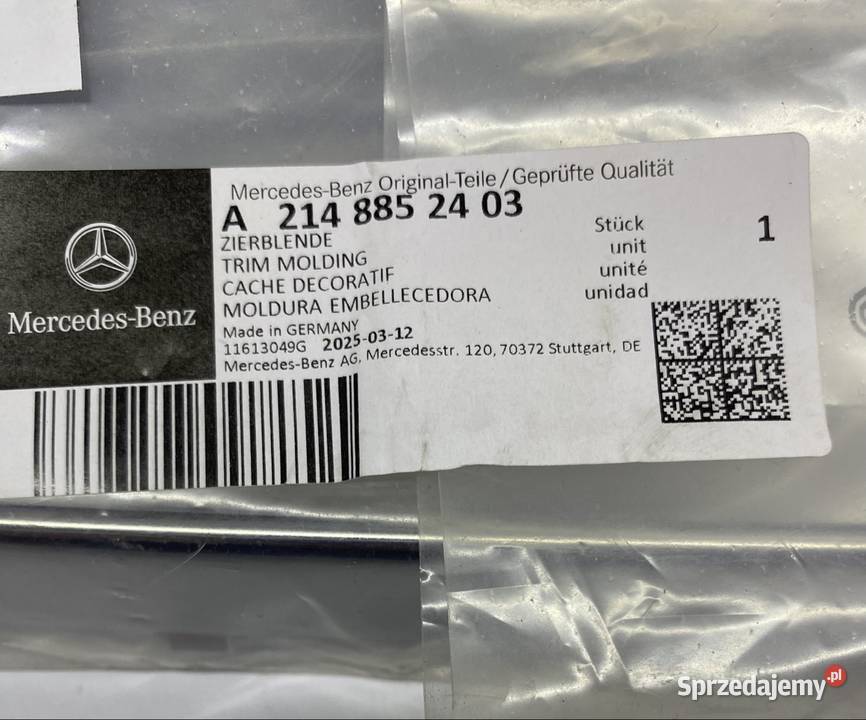 Mercedes-Benz Original-Teile/Geprüfte Qualität
A 214 885 24 03
ZIERBLENDE
TRIM MOLDING
CACHE DECORATIF
MOLDURA EMBELLECEDORA
Stück 1
unit
unité
unidad
Made in GERMANY
11613049G 2025-03-12
Mercedes-Benz AG, Mercedesstr. 120, 70372 Stuttgart, DE
Mercedes-Benz
Sprzedajemy.pl